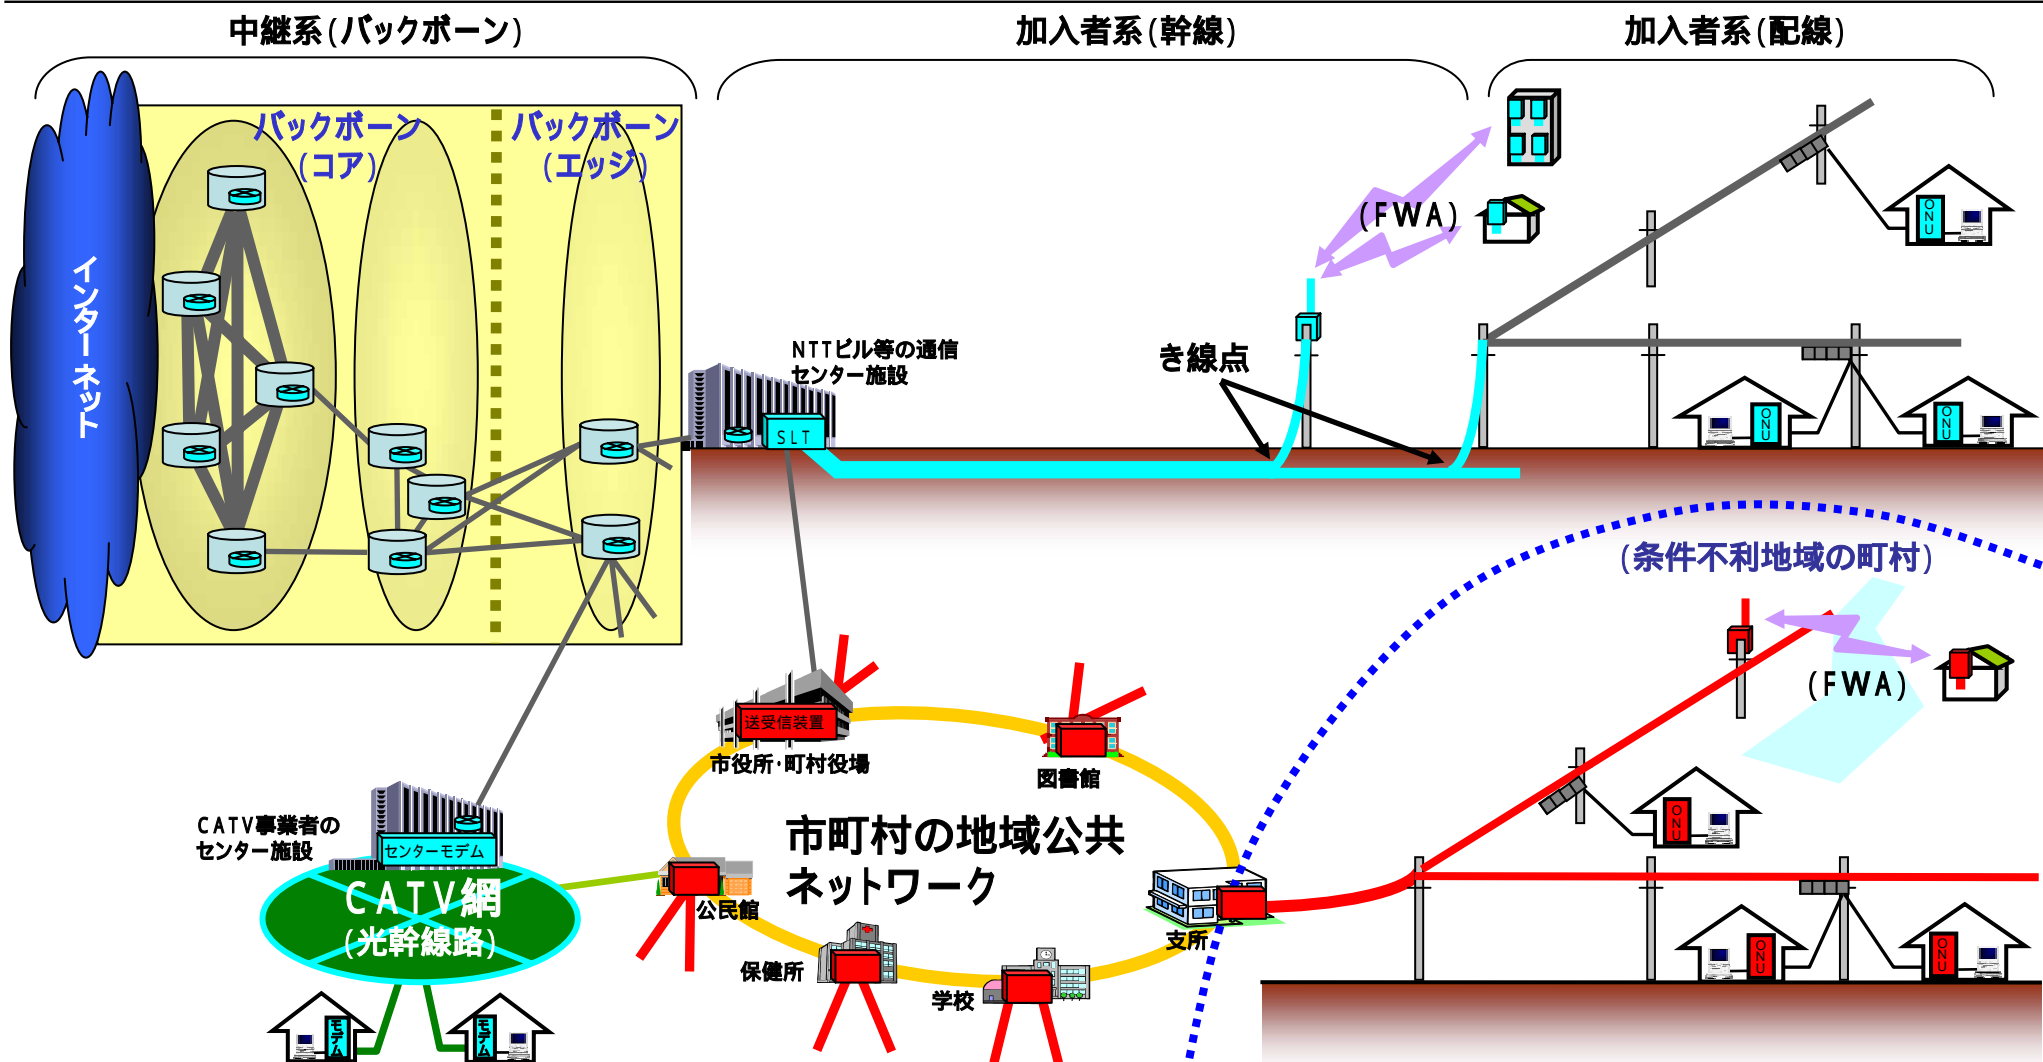 中継系(バックボーン)
加入者系(幹線)
加入者系(配線)
バックボーン
(コア)
バックボーン
(エッジ)
インターネット
(FWA)
ONU
NTTビル等の通信
センター施設
SLT
き線点
ONU
ONU
(条件不利地域の町村)
(FWA)
送受信装置
市役所・町村役場
図書館
ONU
CATV事業者の
センター施設
センターモデム
CATV網
(光幹線路)
市町村の地域公共
ネットワーク
公民館
支所
保健所
学校
ONU
ONU
モデム
モデム